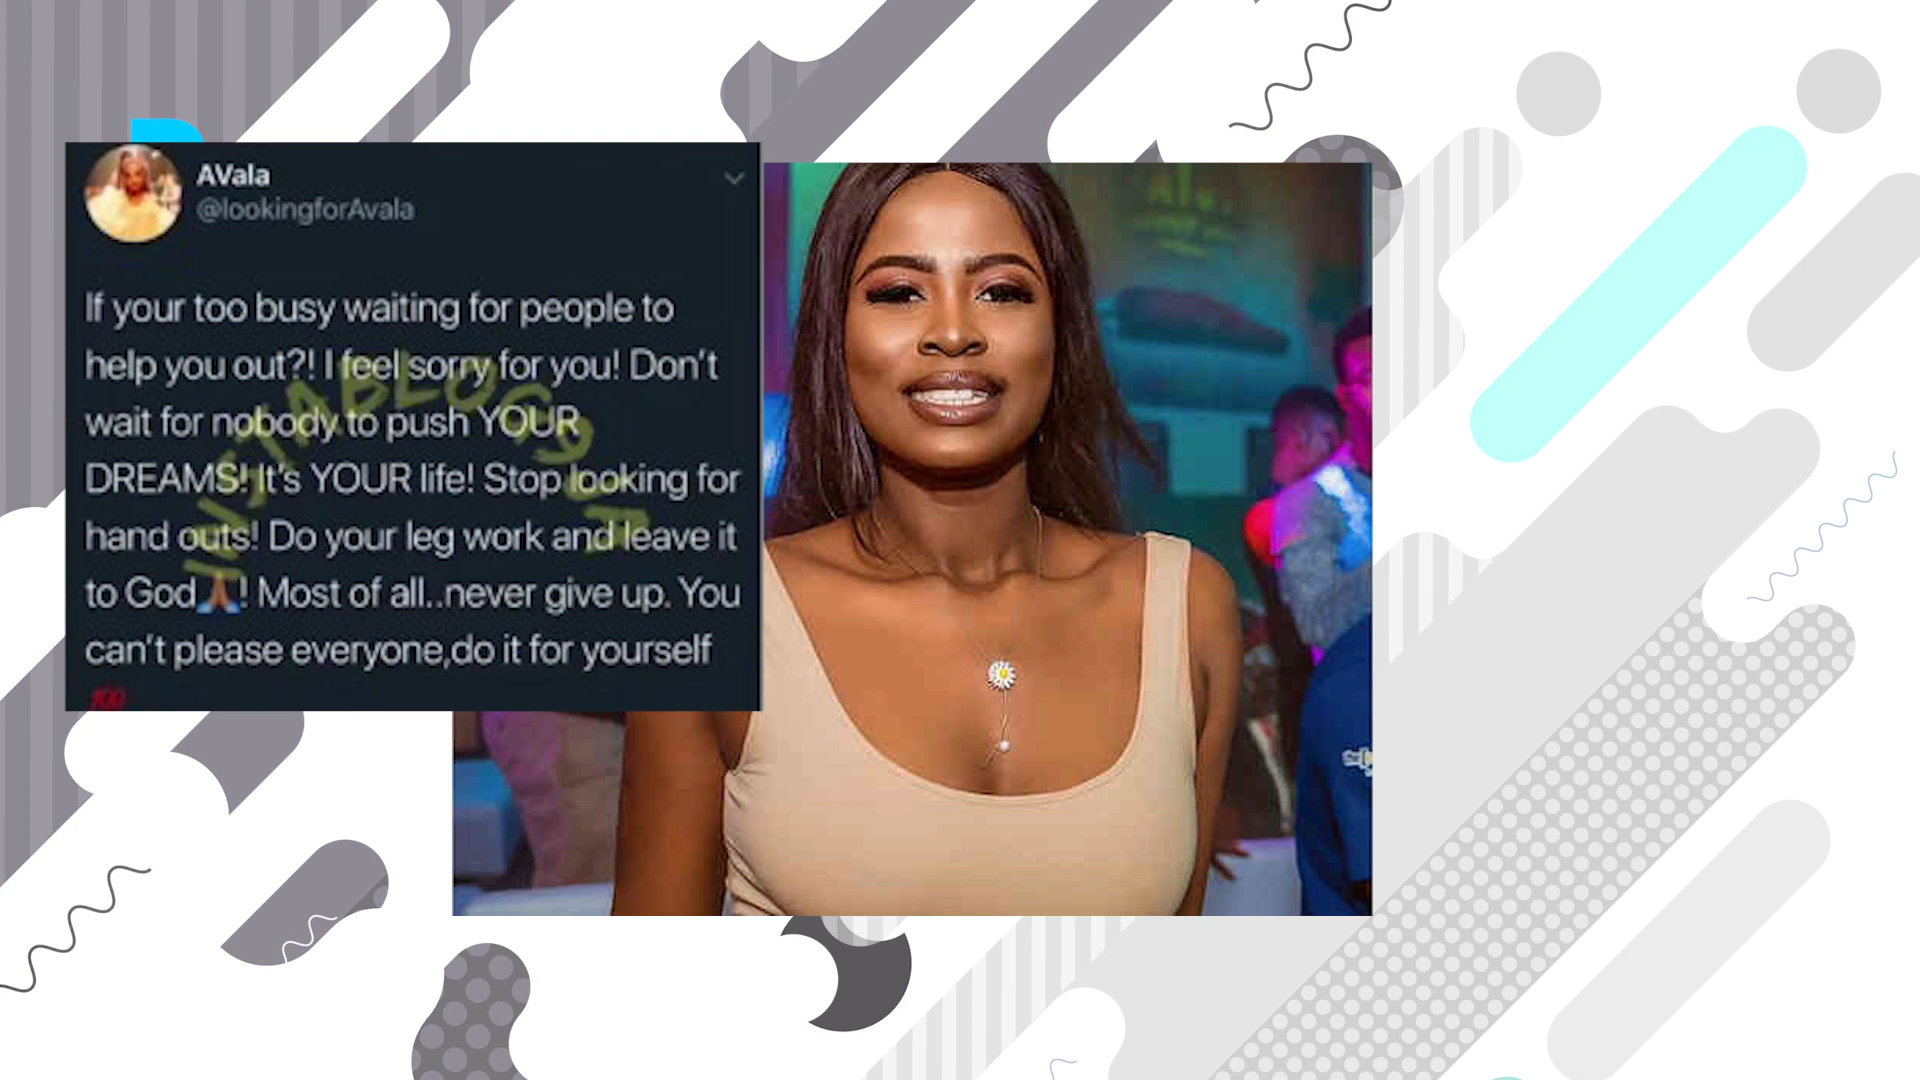 AVala
@lookingforAvala
If your too busy waiting for people to
help you out?! I feel sorry for you! Don't
wait for nobody to push YOUR
DREAMS! It's YOUR life! Stop looking for
hand outs! Do your leg work and leave it
to God🙏🏾! Most of all..never give up. You
can't please everyone,do it for yourself
💯
INSTABLOG9JA